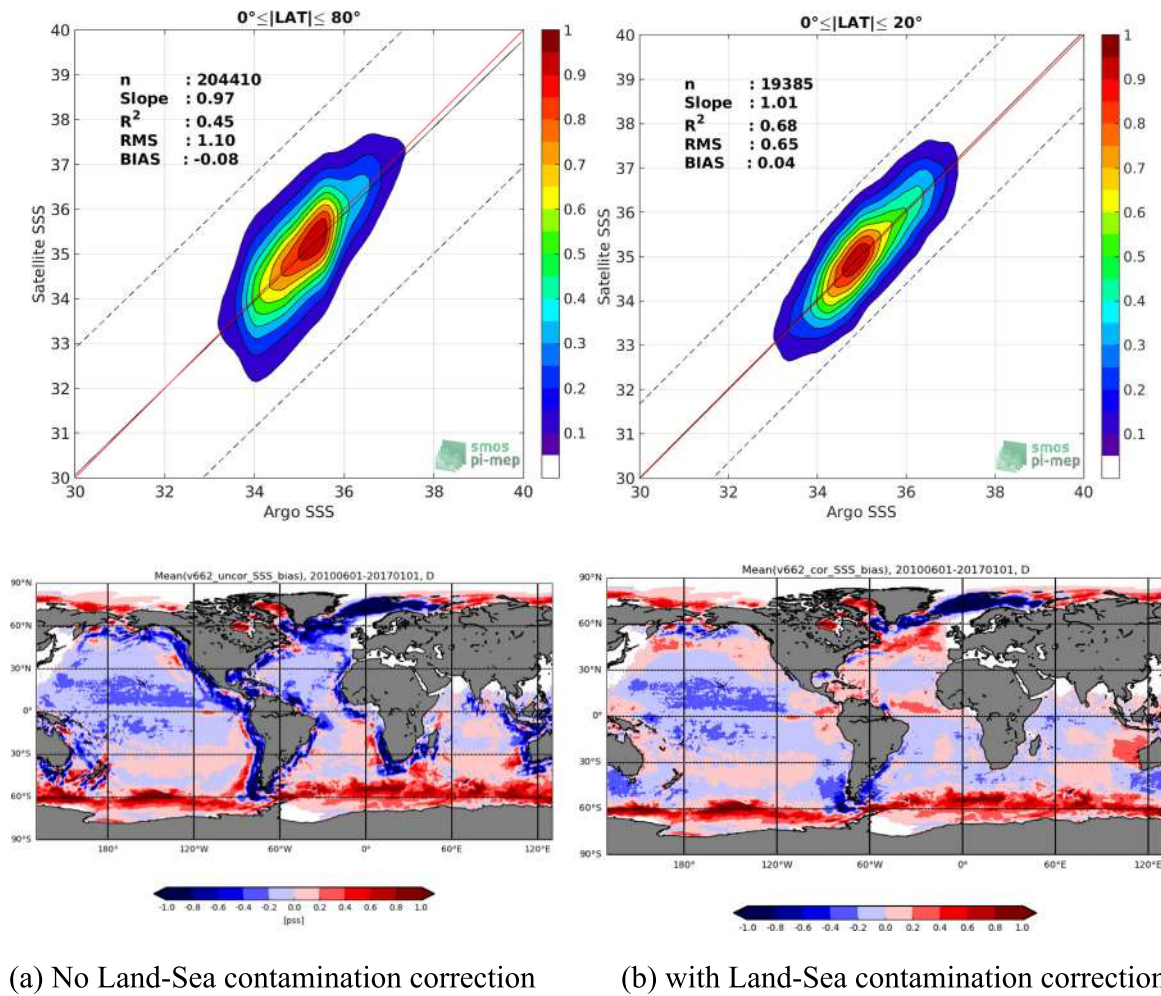 0°≤|LAT|≤ 80°
40
39
38
37
36
35
34
33
32
31
30
Satellite SSS
n : 204410
Slope : 0.97
R² : 0.45
RMS : 1.10
BIAS : -0.08
1
0.9
0.8
0.7
0.6
0.5
0.4
0.3
0.2
0.1
smos
pi-mep
30 32 34 36 38 40
Argo SSS
0°≤|LAT|≤ 20°
40
39
38
37
36
35
34
33
32
31
30
Satellite SSS
n : 19385
Slope : 1.01
R² : 0.68
RMS : 0.65
BIAS : 0.04
1
0.9
0.8
0.7
0.6
0.5
0.4
0.3
0.2
0.1
smos
pi-mep
30 32 34 36 38 40
Argo SSS
Mean(v662_uncor_SSS_bias), 20100601-20170101, D
90°N
60°N
30°N
0°
30°S
60°S
90°S
180° 120°W 60°W 0° 60°E 120°E
-1.0 -0.8 -0.6 -0.4 -0.2 0.0 0.2 0.4 0.6 0.8 1.0
[pss]
Mean(v662_cor_SSS_bias), 20100601-20170101, D
90°N
60°N
30°N
0°
30°S
60°S
90°S
180° 120°W 60°W 0° 60°E 120°E
-1.0 -0.8 -0.6 -0.4 -0.2 0.0 0.2 0.4 0.6 0.8 1.0
(a) No Land-Sea contamination correction
(b) with Land-Sea contamination correction